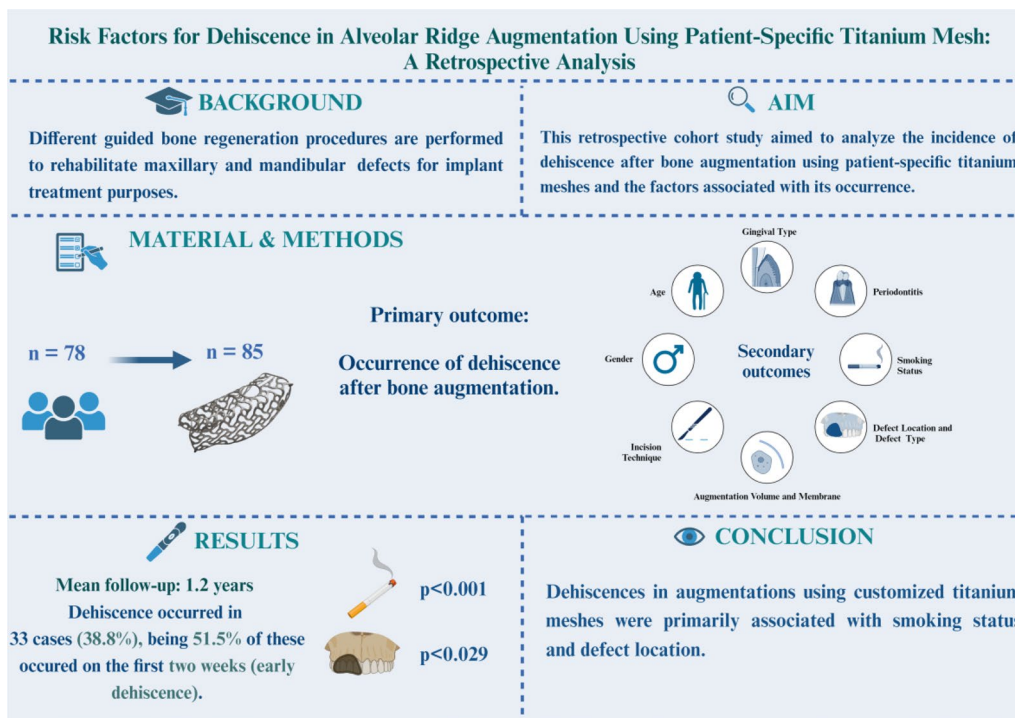 Risk Factors for Dehiscence in Alveolar Ridge Augmentation Using Patient-Specific Titanium Mesh:
A Retrospective Analysis
BACKGROUND
Different guided bone regeneration procedures are performed
to rehabilitate maxillary and mandibular defects for implant
treatment purposes.
AIM
This retrospective cohort study aimed to analyze the incidence of
dehiscence after bone augmentation using patient-specific titanium
meshes and the factors associated with its occurrence.
MATERIAL & METHODS
n = 78
n = 85
Primary outcome:
Occurrence of dehiscence
after bone augmentation.
Secondary
outcomes
Gingival Type
Periodontitis
Smoking
Status
Defect Location and
Defect Type
Augmentation Volume and Membrane
Incision
Technique
Gender
Age
RESULTS
Mean follow-up: 1.2 years
Dehiscence occurred in
33 cases (38.8%), being 51.5% of these
occured on the first two weeks (early
dehiscence).
p<0.001
p<0.029
CONCLUSION
Dehiscences in augmentations using customized titanium
meshes were primarily associated with smoking status
and defect location.